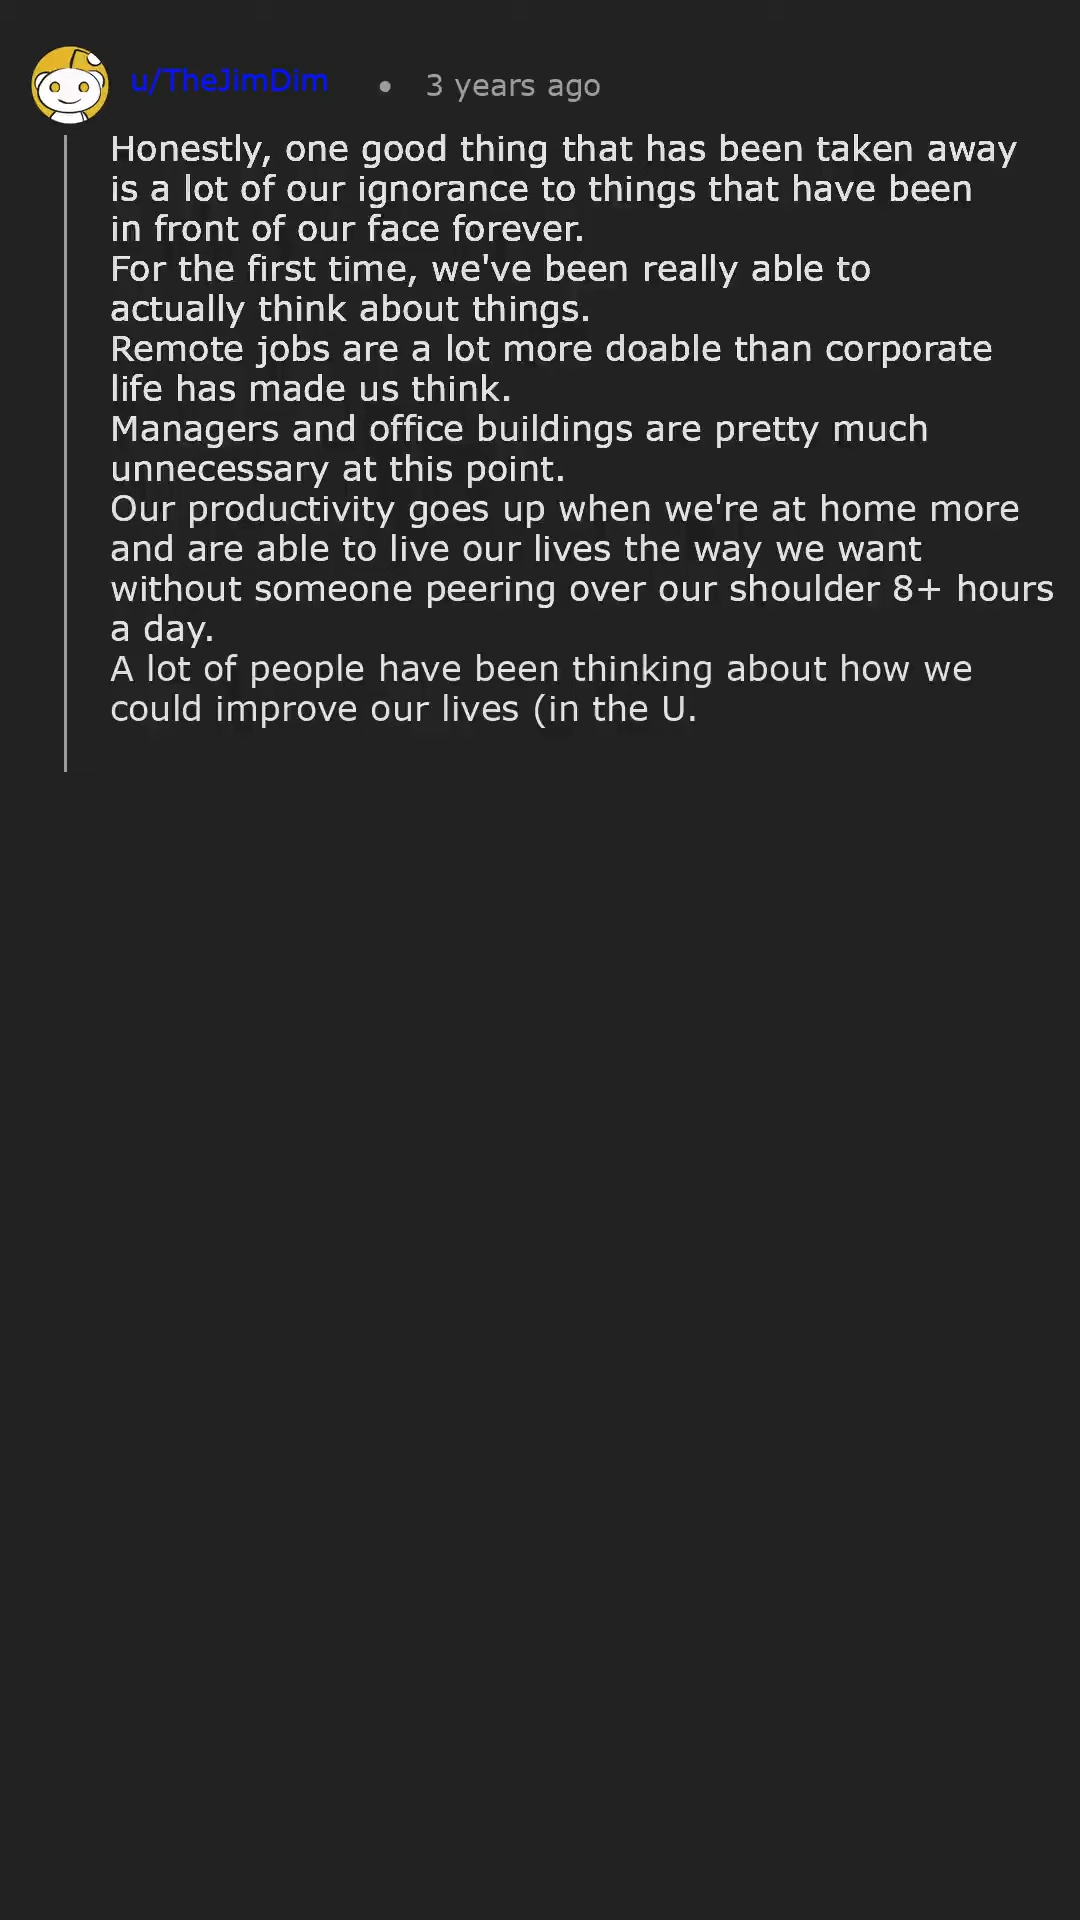 u/TheJimDim • 3 years ago
Honestly, one good thing that has been taken away
is a lot of our ignorance to things that have been
in front of our face forever.
For the first time, we've been really able to
actually think about things.
Remote jobs are a lot more doable than corporate
life has made us think.
Managers and office buildings are pretty much
unnecessary at this point.
Our productivity goes up when we're at home more
and are able to live our lives the way we want
without someone peering over our shoulder 8+ hours
a day.
A lot of people have been thinking about how we
could improve our lives (in the U.